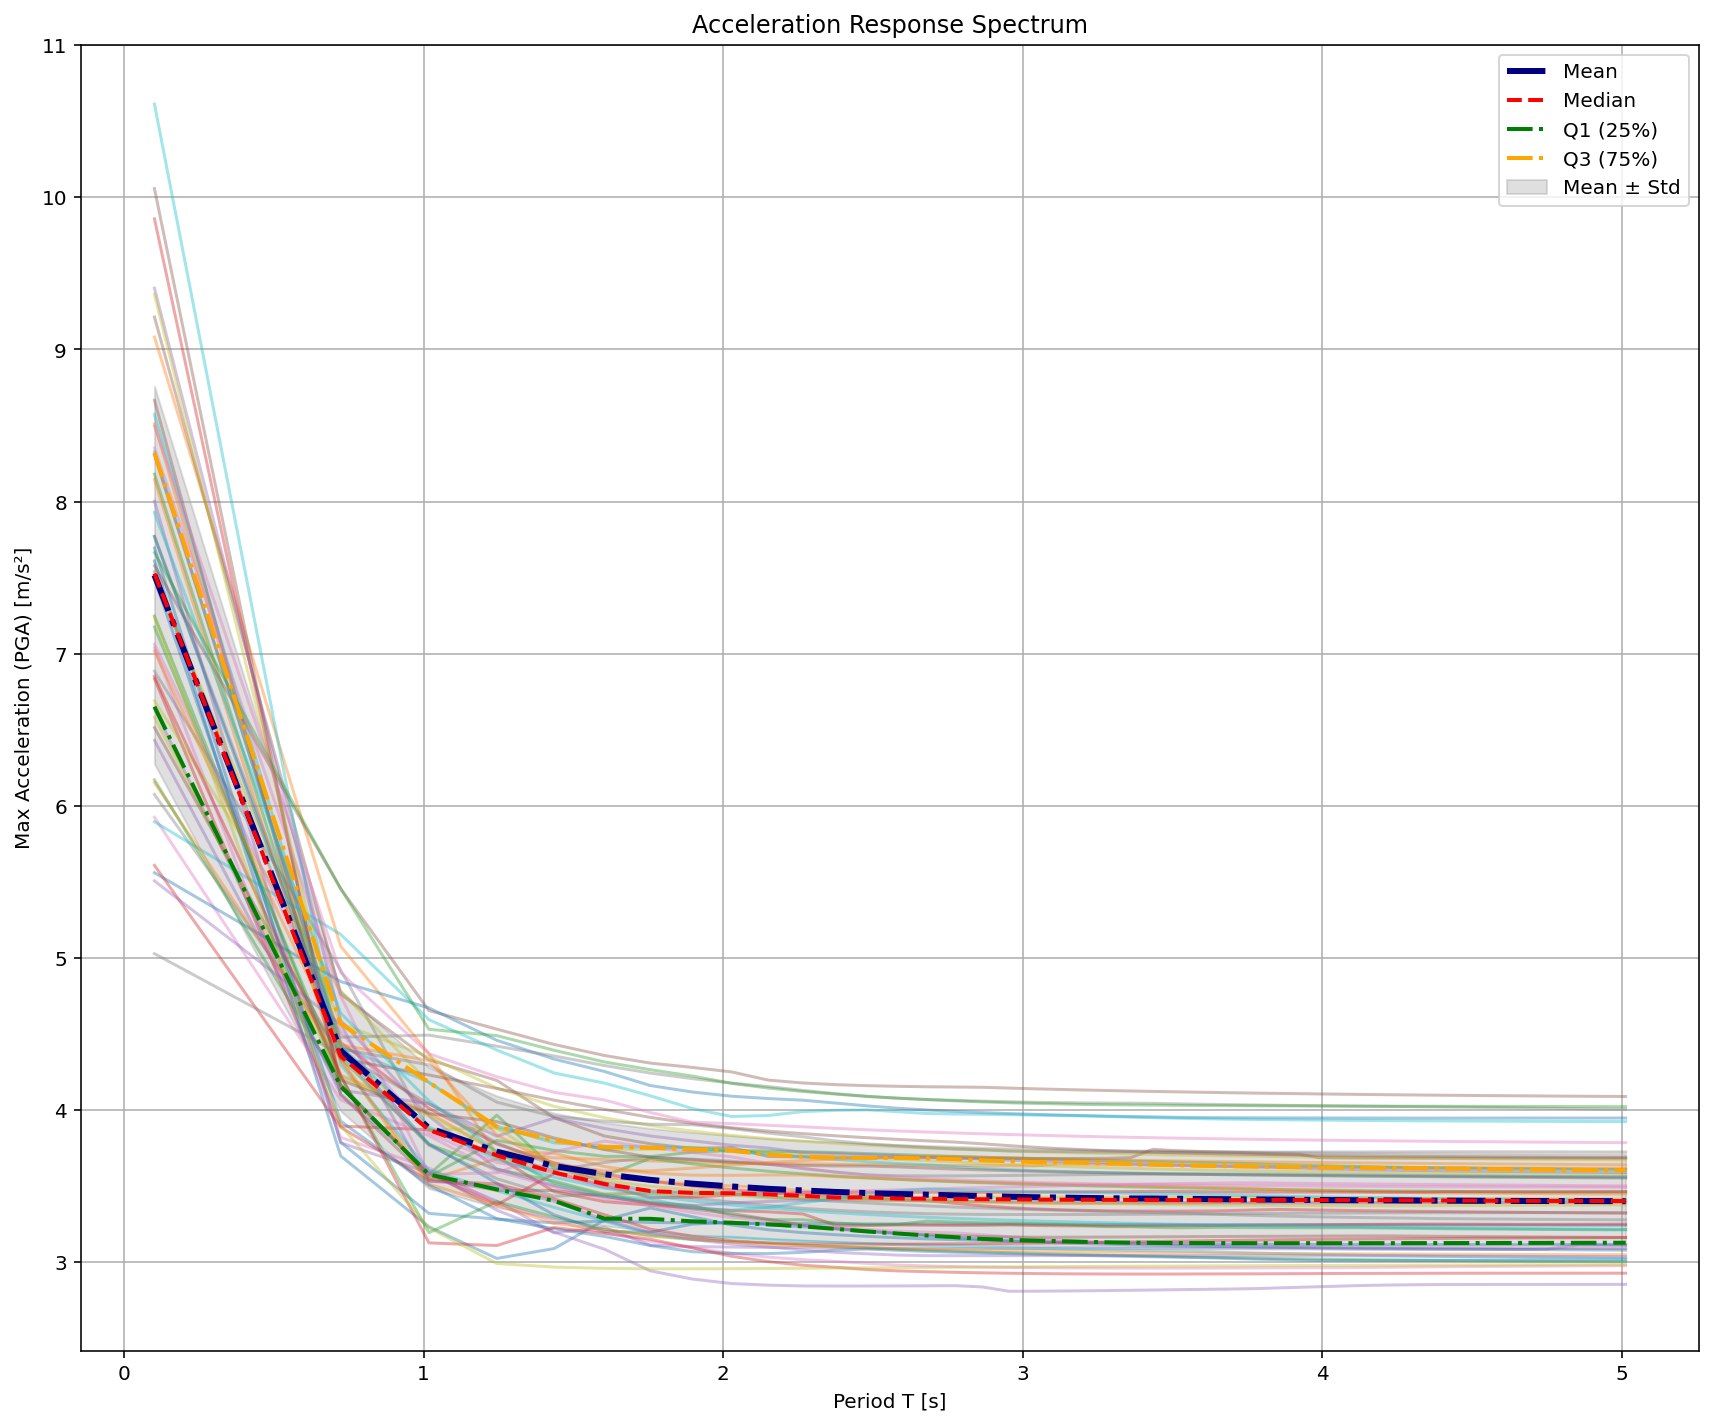 Acceleration Response Spectrum
Mean
Median
Q1 (25%)
Q3 (75%)
Mean ± Std
Max Acceleration (PGA) [m/s²]
11
10
9
8
7
6
5
4
3
0 1 2 3 4 5
Period T [s]